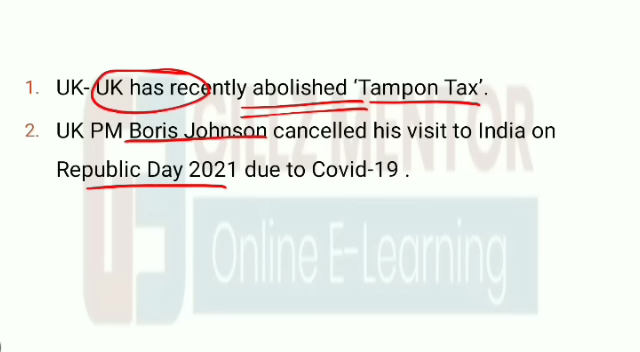 1. UK- UK has recently abolished ‘Tampon Tax’.
2. UK PM Boris Johnson cancelled his visit to India on
Republic Day 2021 due to Covid-19 .
Online E-Learning